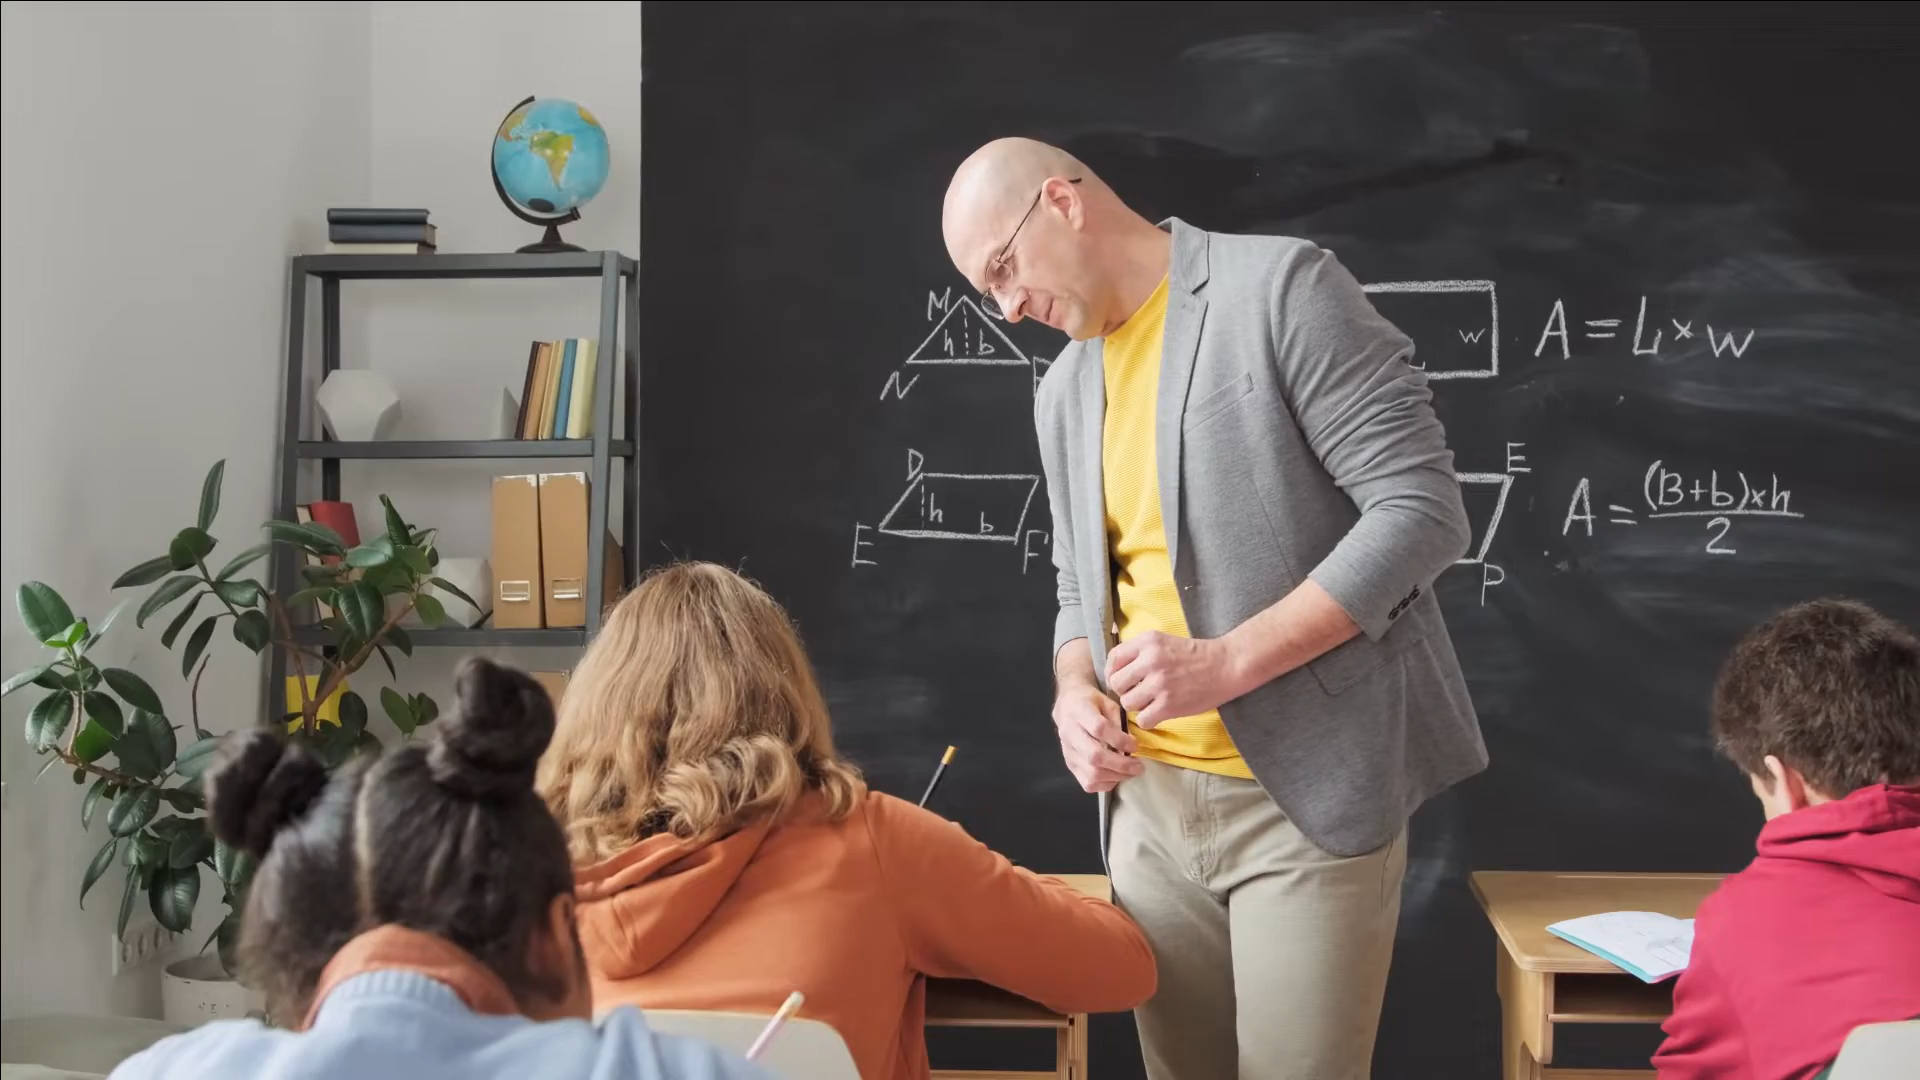 M
h b
N
w
A = L × w
D
h b
E F
E
P
A = (B+b)×h / 2